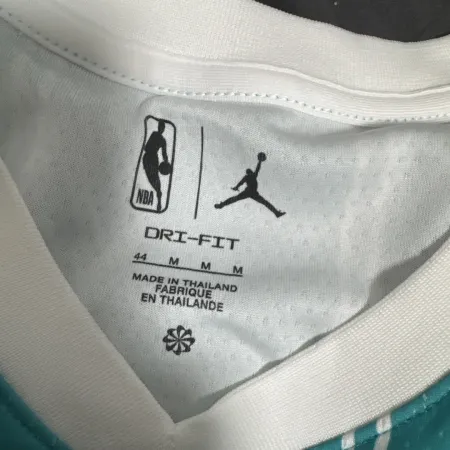 NBA
DRI-FIT
44 M M M
MADE IN THAILAND
FABRIQUE
EN THAILANDE